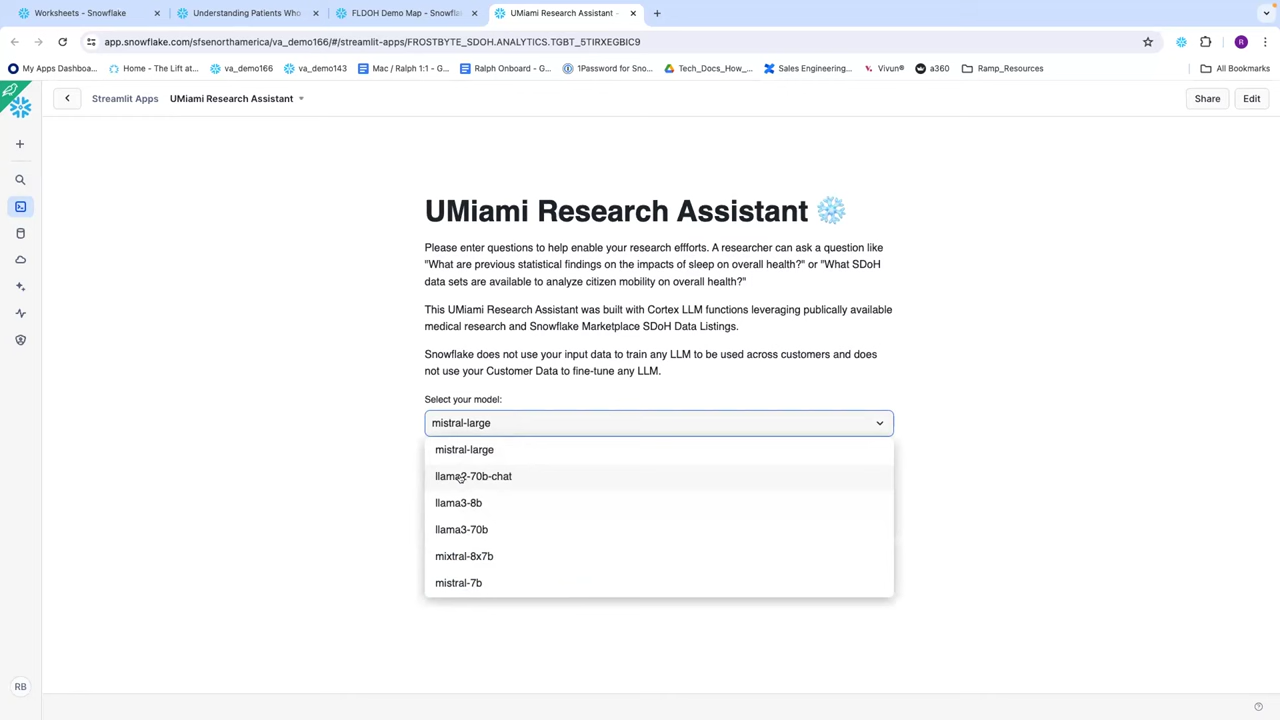 Worksheets - Snowflake
Understanding Patients Who
FLDOH Demo Map - Snowfla
UMiami Research Assistant -
app.snowflake.com/sfsenorthamerica/va_demo166/#/streamlit-apps/FROSTBYTE_SDOH.ANALYTICS.TGBT_5TIRXEGBIC9
R
My Apps Dashboa...
Home - The Lift at...
va_demo166
va_demo143
Mac / Ralph 1:1 - G...
Ralph Onboard - G...
1Password for Sno...
Tech_Docs_How_...
Sales Engineering...
Vivun®
a360
Ramp_Resources
All Bookmarks
Streamlit Apps
UMiami Research Assistant
Share
Edit
UMiami Research Assistant
Please enter questions to help enable your research effforts. A researcher can ask a question like
"What are previous statistical findings on the impacts of sleep on overall health?" or "What SDoH
data sets are available to analyze citizen mobility on overall health?"
This UMiami Research Assistant was built with Cortex LLM functions leveraging publically available
medical research and Snowflake Marketplace SDoH Data Listings.
Snowflake does not use your input data to train any LLM to be used across customers and does
not use your Customer Data to fine-tune any LLM.
Select your model:
mistral-large
mistral-large
llama2-70b-chat
llama3-8b
llama3-70b
mixtral-8x7b
mistral-7b
RB